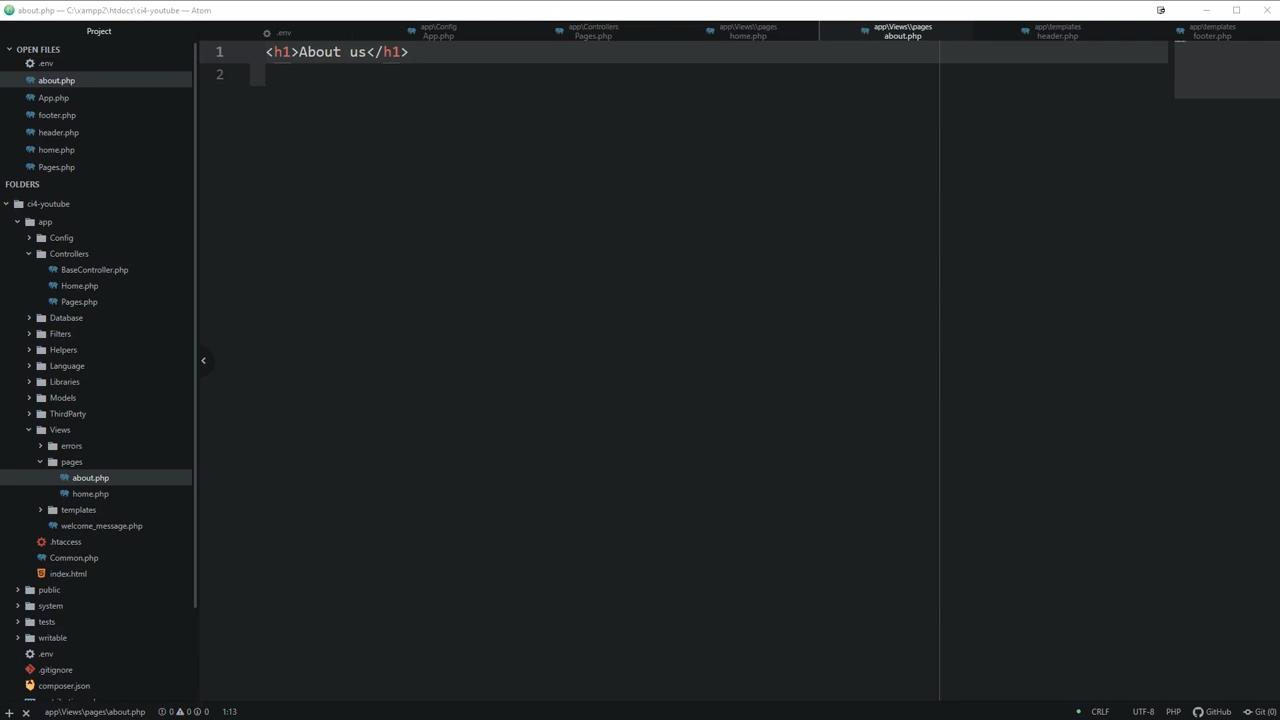 about.php — C:\xampp2\htdocs\ci4-youtube — Atom
Project
OPEN FILES
.env
about.php
App.php
footer.php
header.php
home.php
Pages.php
FOLDERS
ci4-youtube
app
Config
Controllers
BaseController.php
Home.php
Pages.php
Database
Filters
Helpers
Language
Libraries
Models
ThirdParty
Views
errors
pages
about.php
home.php
templates
welcome_message.php
.htaccess
Common.php
index.html
public
system
tests
writable
.env
.gitignore
composer.json
.env
app\Config
App.php
app\Controllers
Pages.php
app\Views\\pages
home.php
app\Views\\pages
about.php
app\templates
header.php
app\templates
footer.php
1 <h1>About us</h1>
2
app\Views\pages\about.php 0 0 0 1:13 CRLF UTF-8 PHP GitHub Git (0)